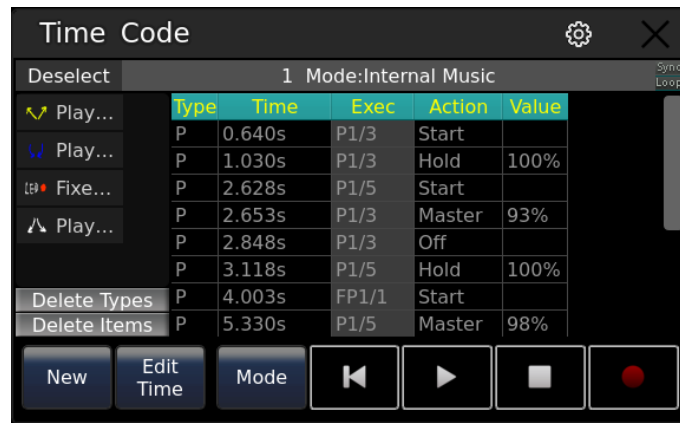 Time Code
Deselect 1 Mode:Internal Music Sync
Loop
Play...
Play...
Fixe...
Play...
Type Time Exec Action Value
P 0.640s P1/3 Start
P 1.030s P1/3 Hold 100%
P 2.628s P1/5 Start
P 2.653s P1/3 Master 93%
P 2.848s P1/3 Off
P 3.118s P1/5 Hold 100%
P 4.003s FP1/1 Start
P 5.330s P1/5 Master 98%
Delete Types
Delete Items
New
Edit
Time
Mode